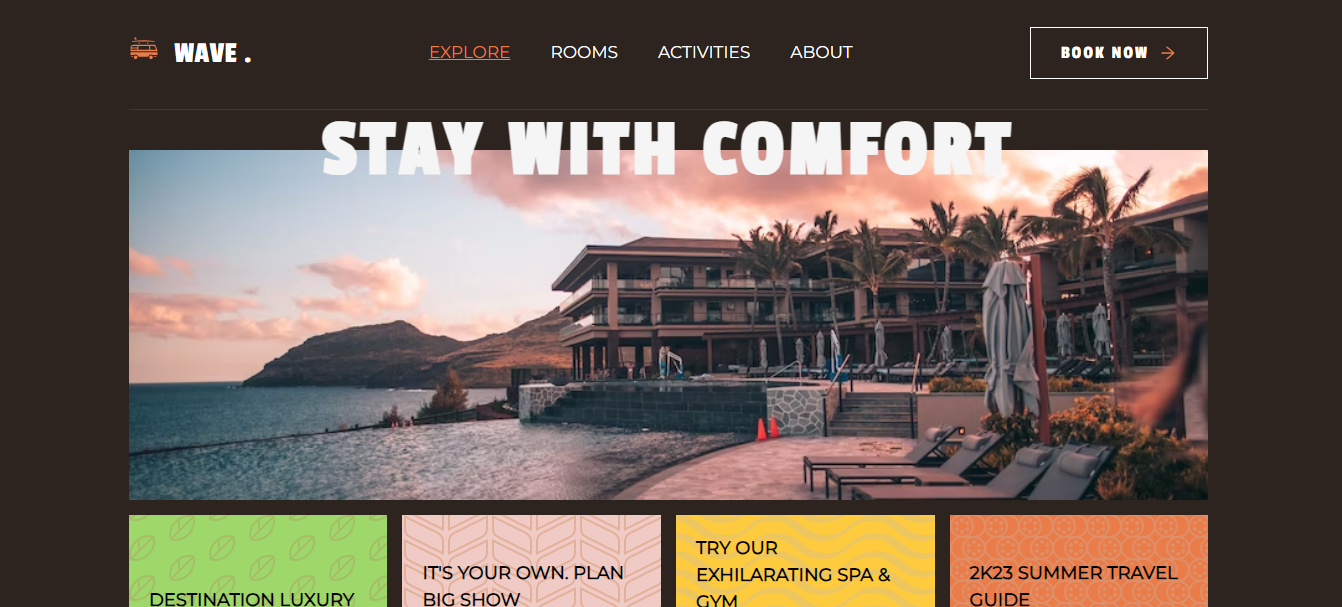 WAVE .
EXPLORE
ROOMS
ACTIVITIES
ABOUT
BOOK NOW
STAY WITH COMFORT
DESTINATION LUXURY
IT'S YOUR OWN. PLAN
BIG SHOW
TRY OUR
EXHILARATING SPA &
GYM
2K23 SUMMER TRAVEL
GUIDE